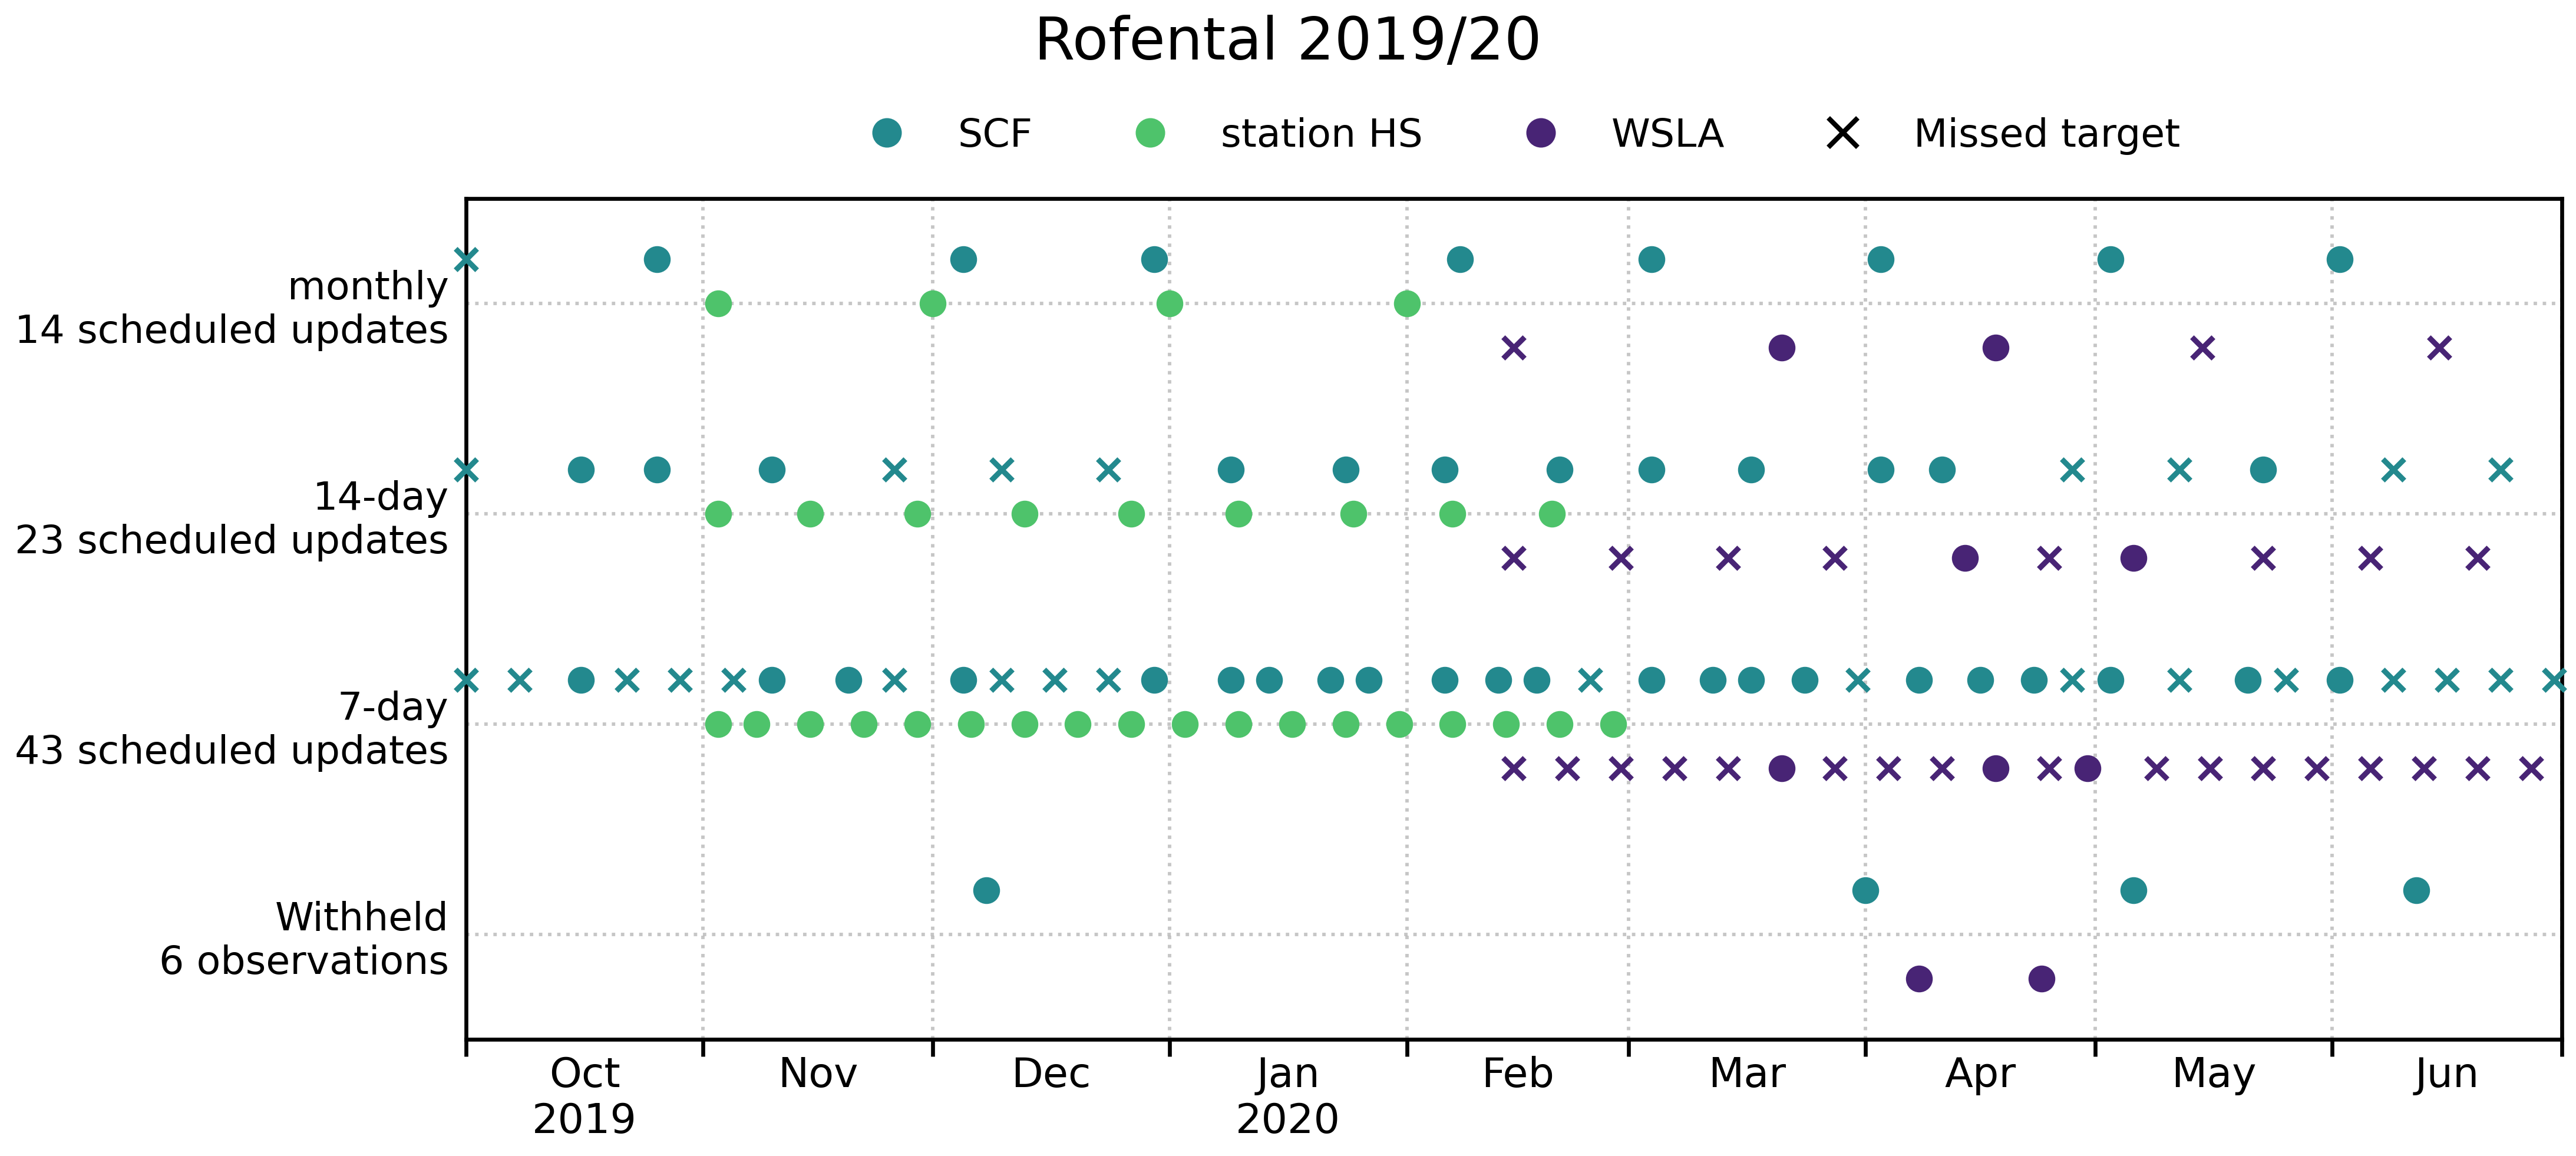 Rofental 2019/20
SCF station HS WSLA Missed target
monthly
14 scheduled updates
14-day
23 scheduled updates
7-day
43 scheduled updates
Withheld
6 observations
Oct Nov Dec Jan Feb Mar Apr May Jun
2019 2020